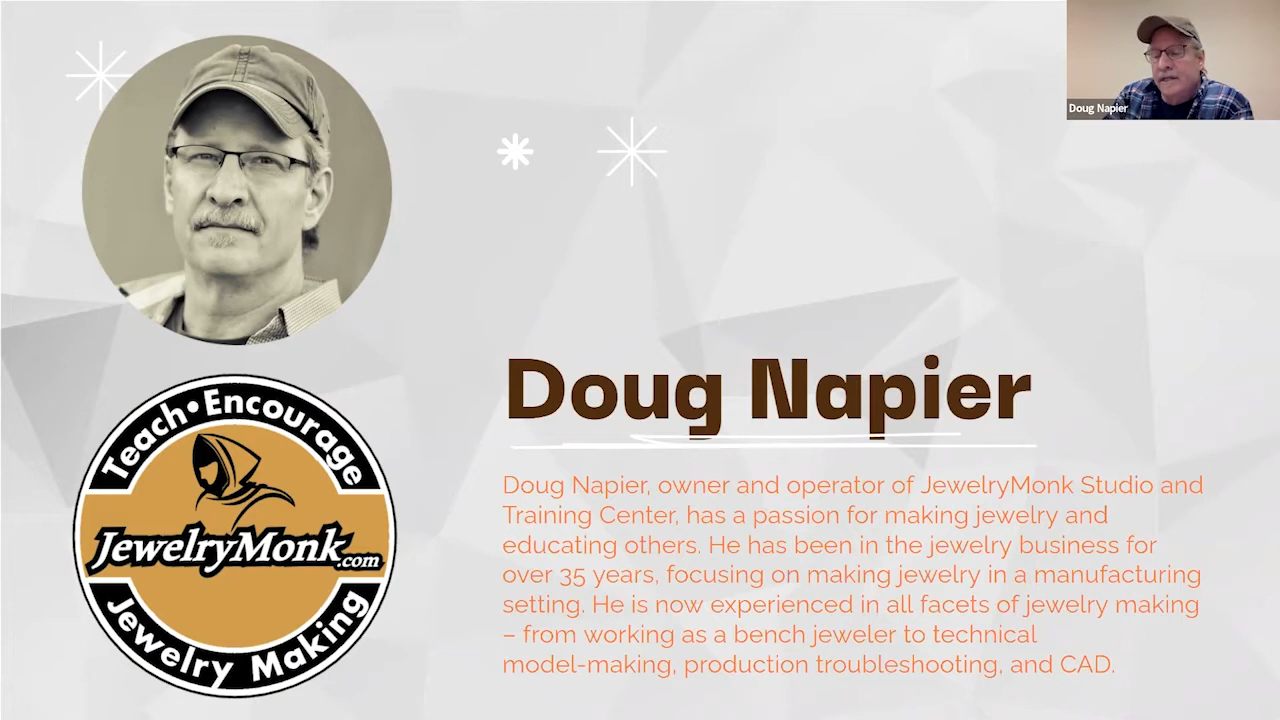 Doug Napier
Teach•Encourage
JewelryMonk.com
Jewelry Making
Doug Napier
Doug Napier, owner and operator of JewelryMonk Studio and
Training Center, has a passion for making jewelry and
educating others. He has been in the jewelry business for
over 35 years, focusing on making jewelry in a manufacturing
setting. He is now experienced in all facets of jewelry making
– from working as a bench jeweler to technical
model-making, production troubleshooting, and CAD.